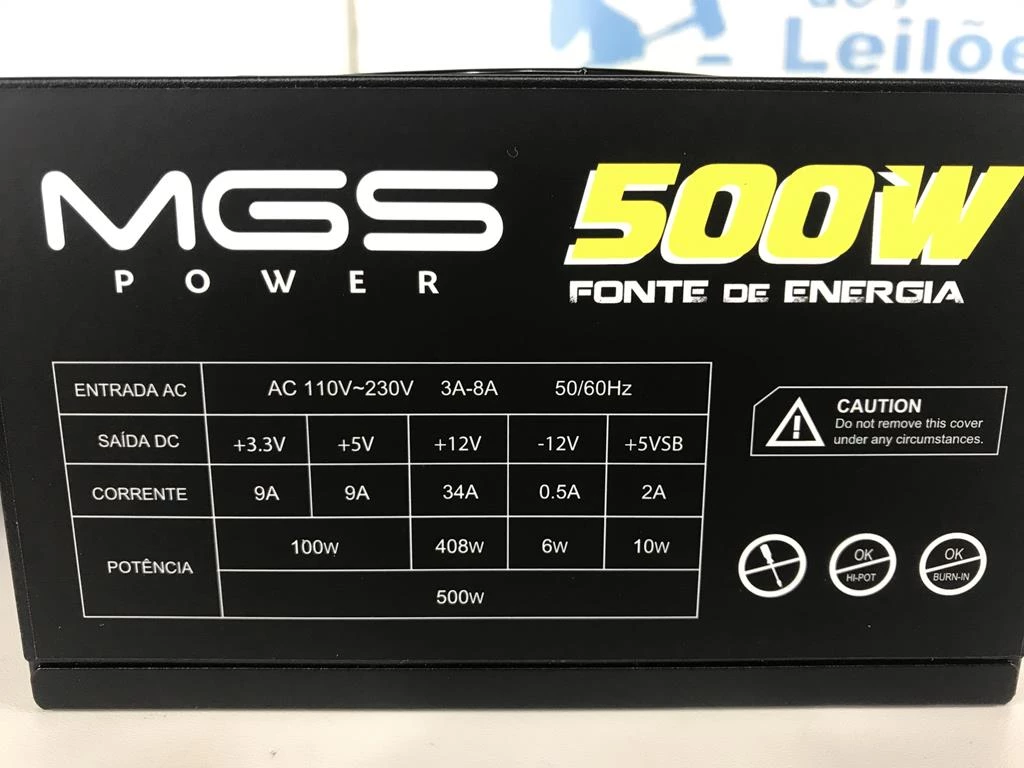 Leilõe
MGS
POWER
500W
FONTE DE ENERGIA
ENTRADA AC AC 110V~230V 3A-8A 50/60Hz
SAÍDA DC +3.3V +5V +12V -12V +5VSB
CORRENTE 9A 9A 34A 0.5A 2A
POTÊNCIA 100W 408W 6W 10W
500W
CAUTION
Do not remove this cover
under any circumstances.
OK
HI-POT
OK
BURN-IN